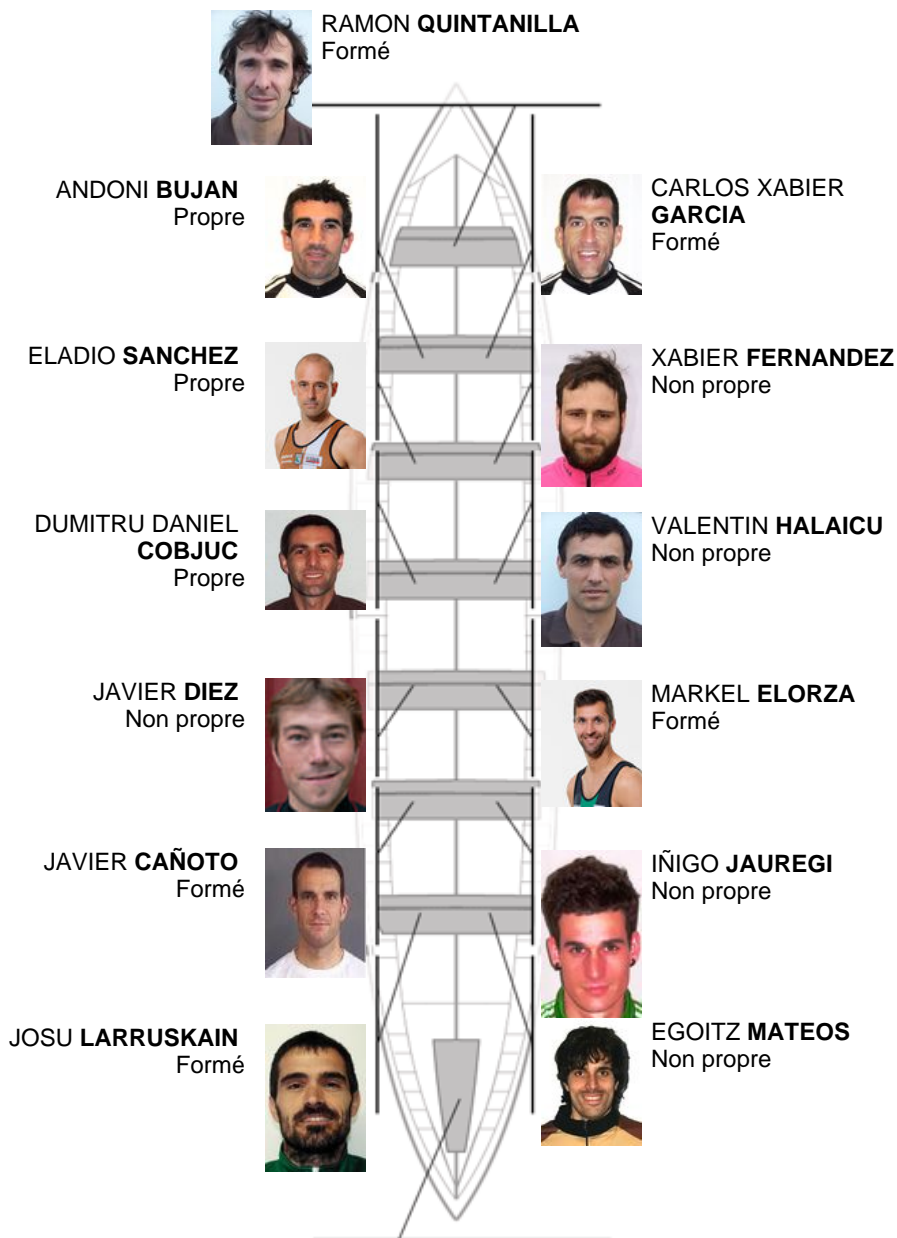 RAMON QUINTANILLA
Formé
ANDONI BUJAN
Propre
CARLOS XABIER
GARCIA
Formé
ELADIO SANCHEZ
Propre
XABIER FERNANDEZ
Non propre
DUMITRU DANIEL
COBJUC
Propre
VALENTIN HALAICU
Non propre
JAVIER DIEZ
Non propre
MARKEL ELORZA
Formé
JAVIER CAÑOTO
Formé
IÑIGO JAUREGI
Non propre
JOSU LARRUSKAIN
Formé
EGOITZ MATEOS
Non propre